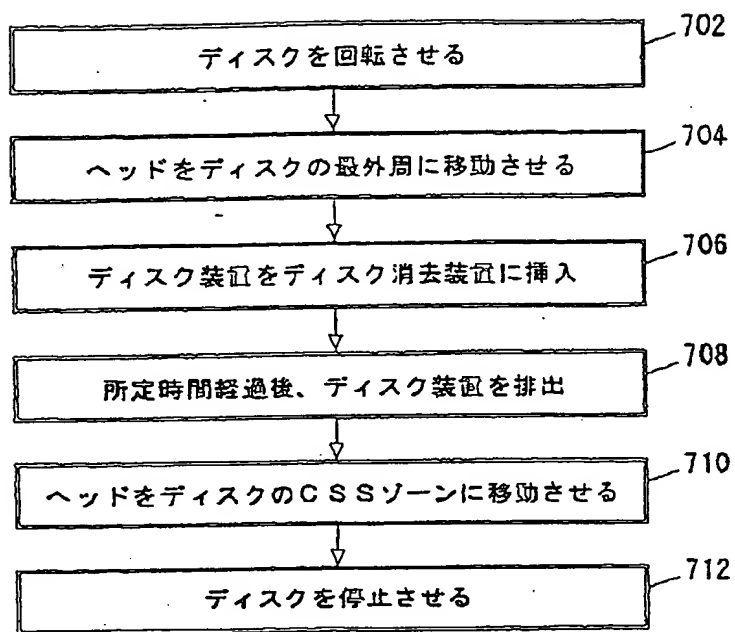 702
ディスクを回転させる
704
ヘッドをディスクの最外周に移動させる
706
ディスク装置をディスク消去装置に挿入
708
所定時間経過後、ディスク装置を排出
710
ヘッドをディスクのCSSゾーンに移動させる
712
ディスクを停止させる